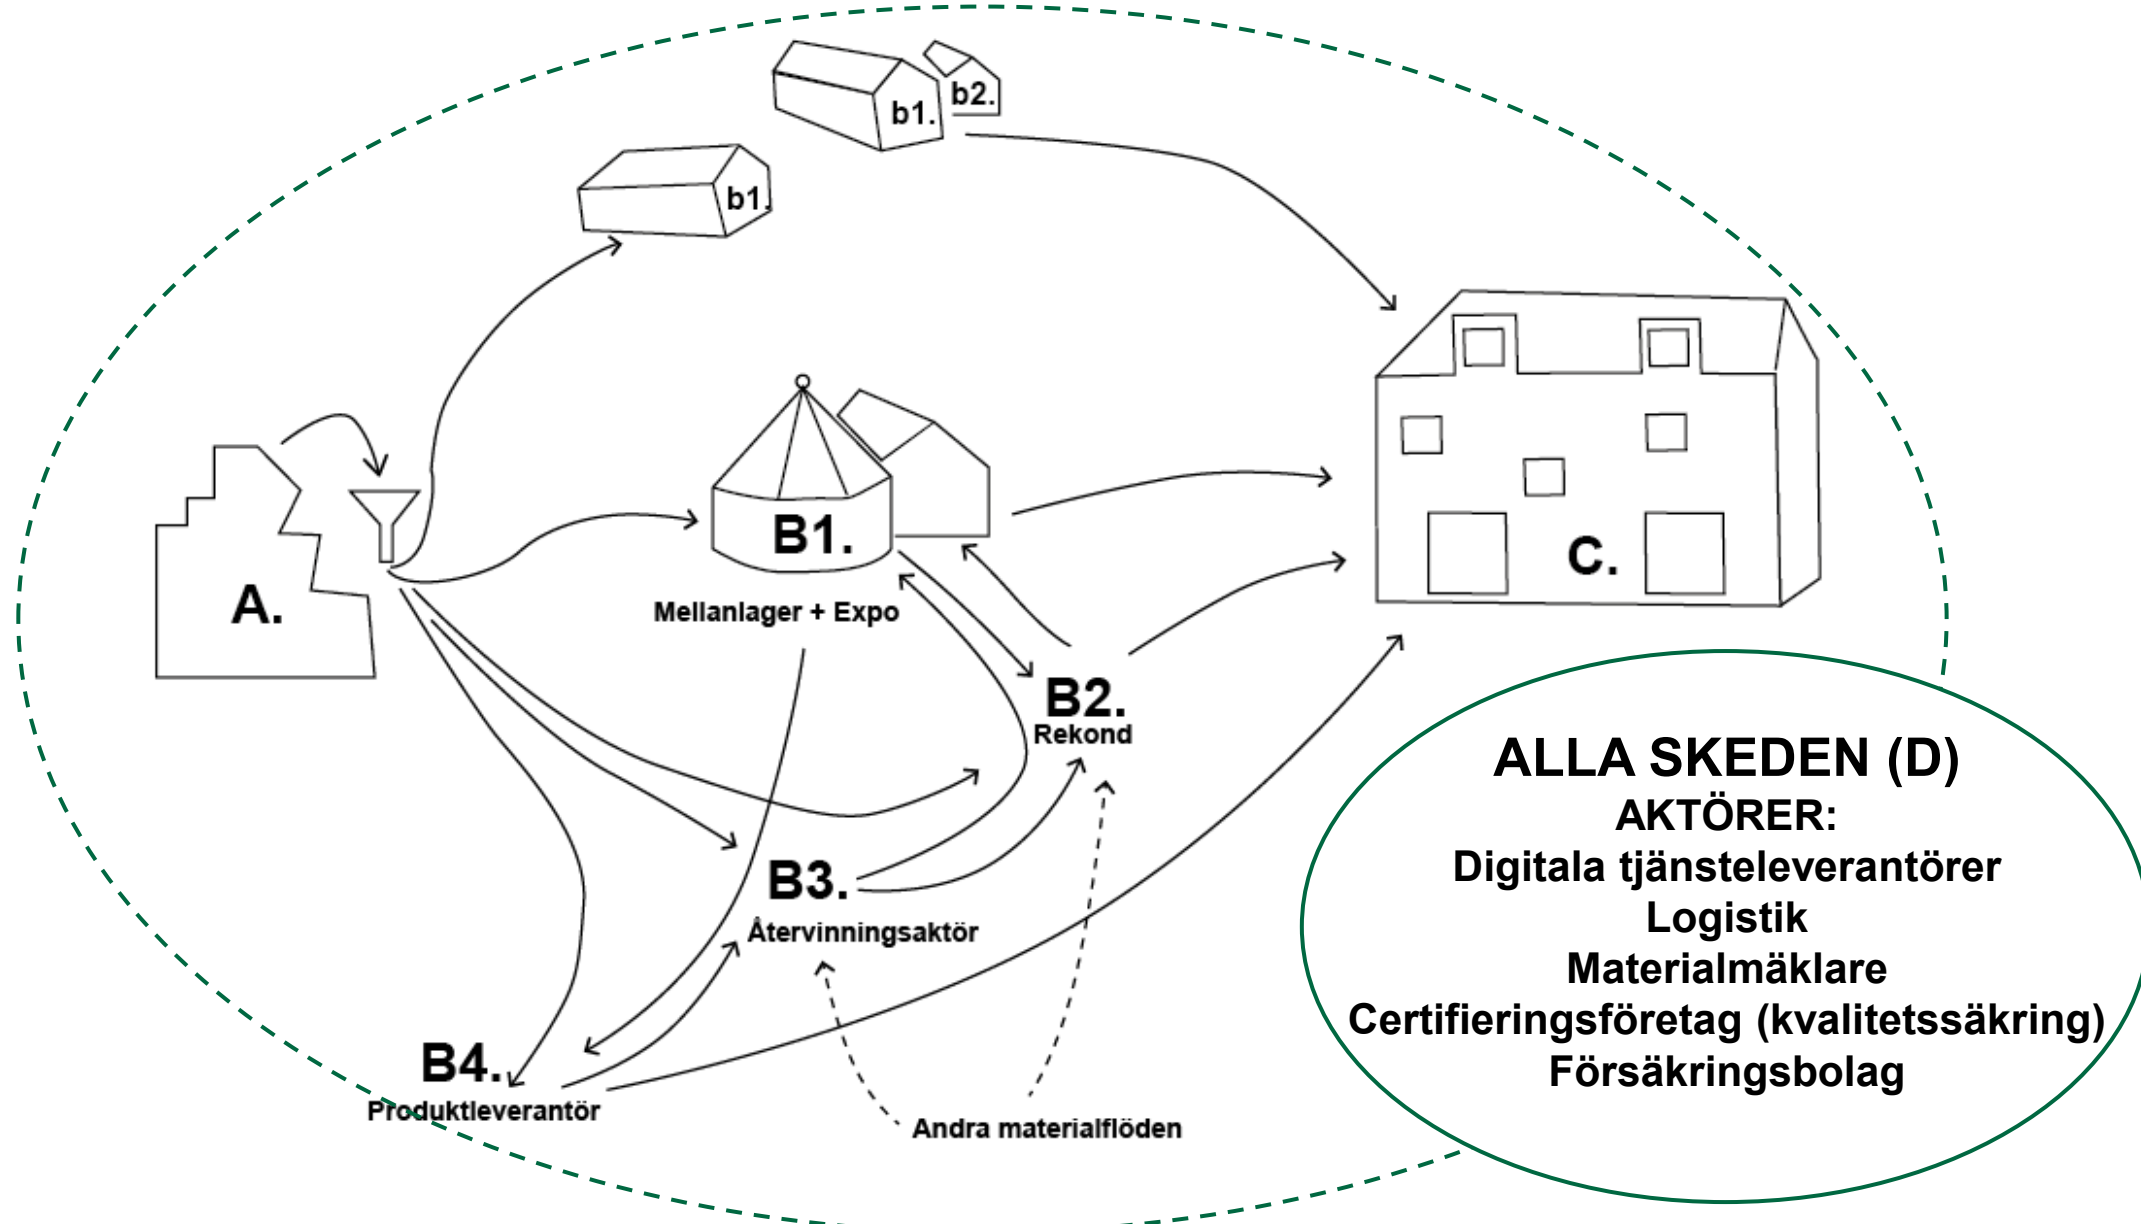 b2.
b1.
b1.
B1.
Mellanlager + Expo
A.
C.
B2.
Rekond
B3.
Återvinningsaktör
B4.
Produktleverantör
Andra materialflöden
ALLA SKEDEN (D)
AKTÖRER:
Digitala tjänsteleverantörer
Logistik
Materialmäklare
Certifieringsföretag (kvalitetssäkring)
Försäkringsbolag